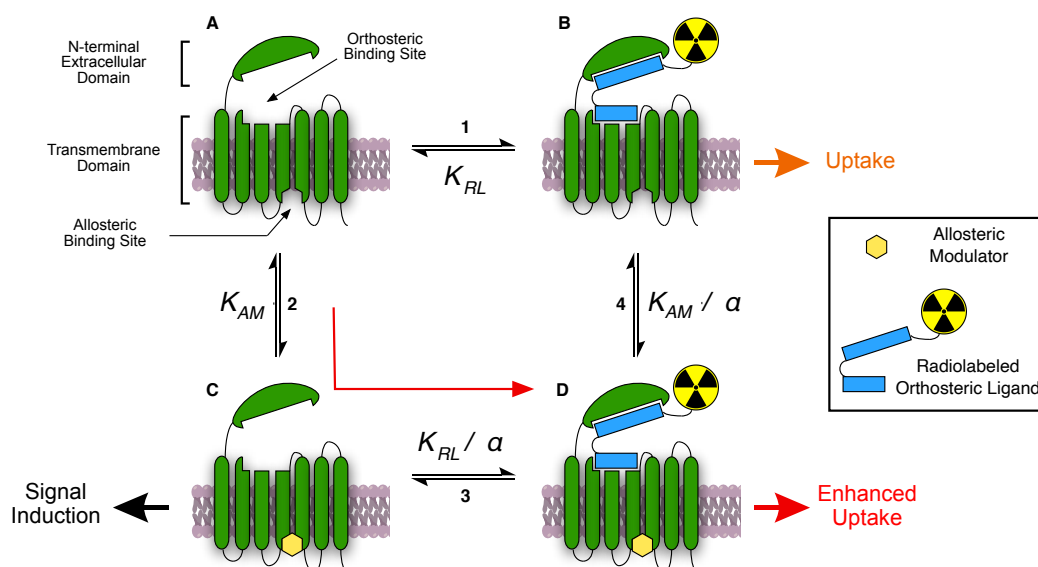 A
B
N-terminal
Extracellular
Domain
Orthosteric
Binding Site
Transmembrane
Domain
1
K_RL
Uptake
Allosteric
Binding Site
Allosteric
Modulator
K_AM
2
4
K_AM / α
Radiolabeled
Orthosteric Ligand
C
D
K_RL / α
3
Signal
Induction
Enhanced
Uptake